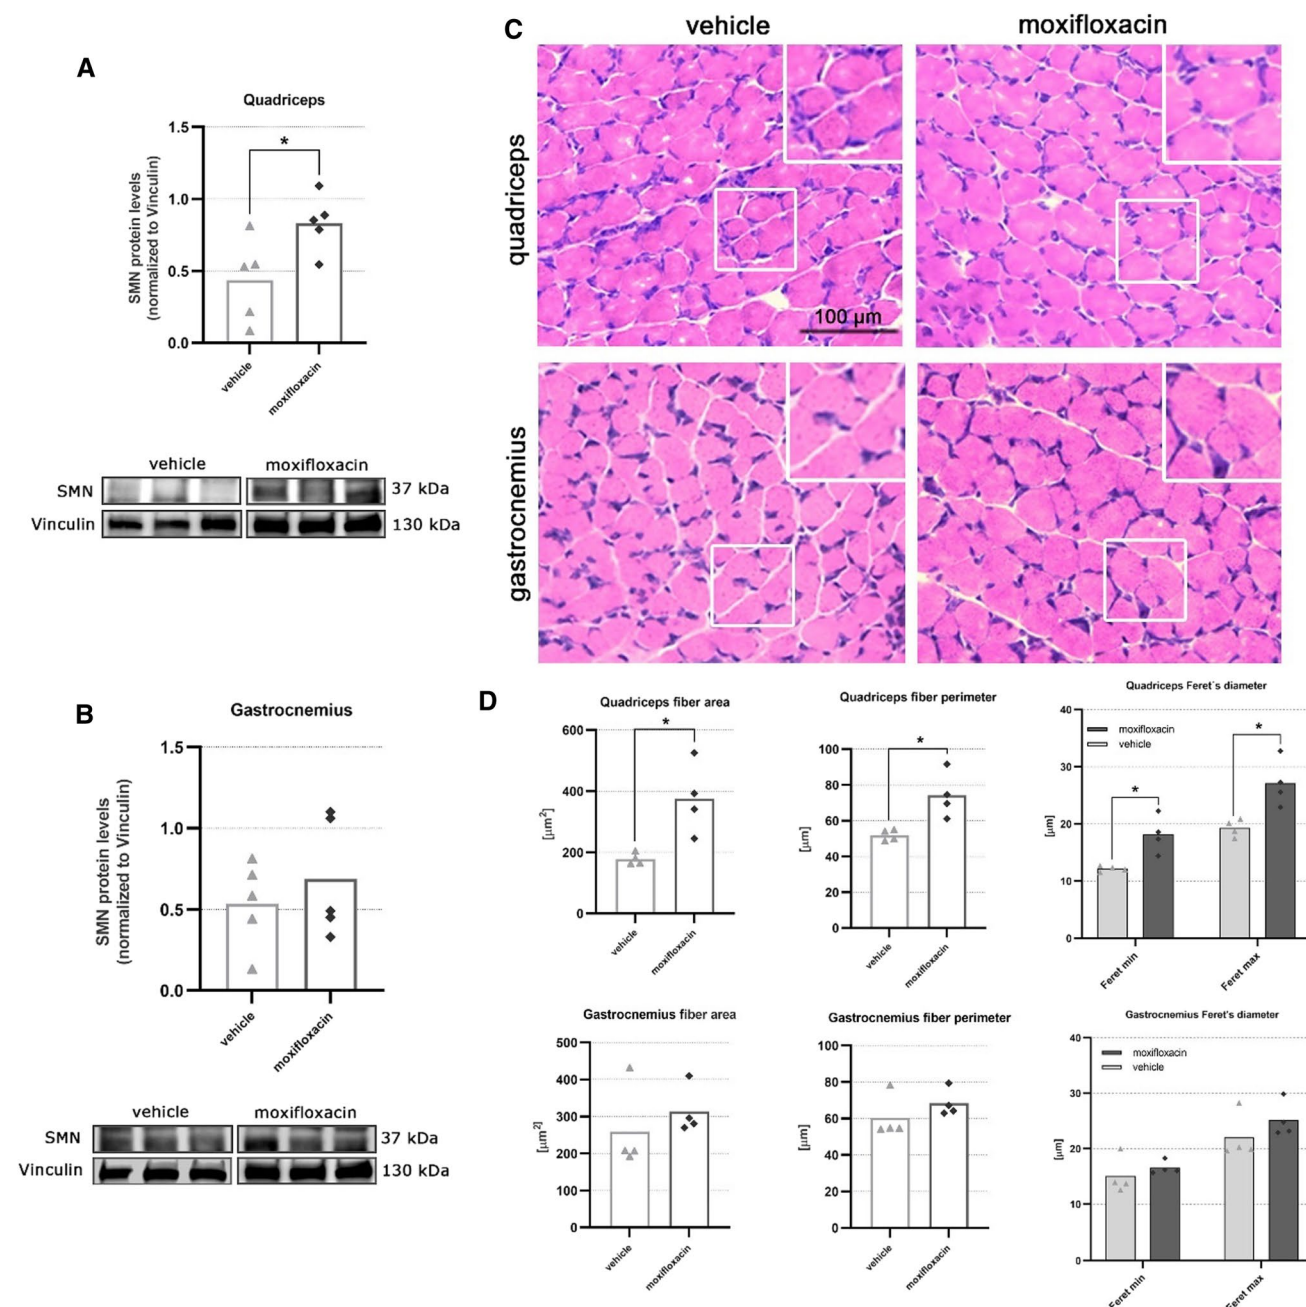 A
Quadriceps
SMN protein levels
(normalized to Vinculin)
1.5
1.0
0.5
0.0
*
vehicle
moxifloxacin
vehicle moxifloxacin
SMN 37 kDa
Vinculin 130 kDa
B
Gastrocnemius
SMN protein levels
(normalized to Vinculin)
1.5
1.0
0.5
0.0
vehicle
moxifloxacin
vehicle moxifloxacin
SMN 37 kDa
Vinculin 130 kDa
C
vehicle moxifloxacin
quadriceps
100 µm
gastrocnemius
D
Quadriceps fiber area
[µm²]
600
400
200
0
*
vehicle
moxifloxacin
Quadriceps fiber perimeter
[µm]
100
80
60
40
20
0
*
vehicle
moxifloxacin
Quadriceps Feret`s diameter
[µm]
40
30
20
10
0
moxifloxacin
vehicle
*
*
Feret min
Feret max
Gastrocnemius fiber area
[µm²]
500
400
300
200
100
0
vehicle
moxifloxacin
Gastrocnemius fiber perimeter
[µm]
100
80
60
40
20
0
vehicle
moxifloxacin
Gastrocnemius Feret's diameter
[µm]
40
30
20
10
0
moxifloxacin
vehicle
Feret min
Feret max